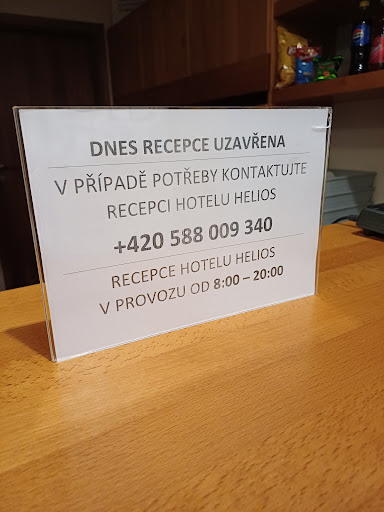 DNES RECEPCE UZAVŘENA
V PŘÍPADĚ POTŘEBY KONTAKTUJTE
RECEPCI HOTELU HELIOS
+420 588 009 340
RECEPCE HOTELU HELIOS
V PROVOZU OD 8:00 – 20:00